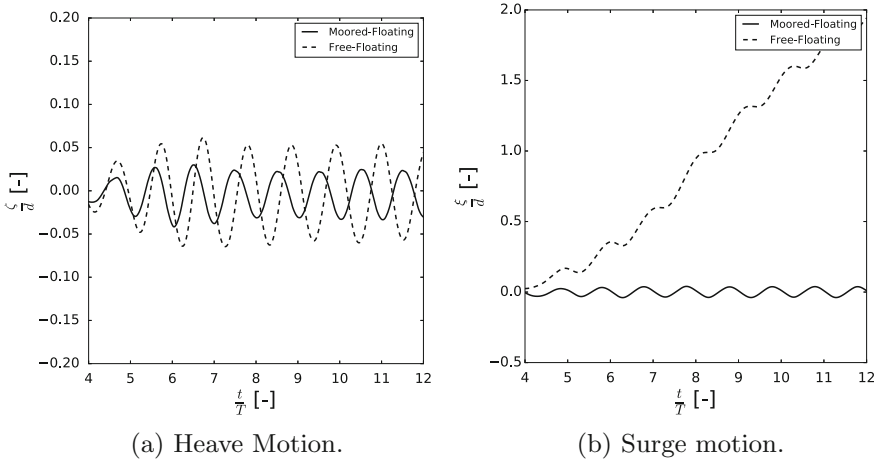 0.20
0.15
0.10
0.05
0.00
−0.05
−0.10
−0.15
−0.20
ζ/d [-]
4 5 6 7 8 9 10 11 12
t/T [-]
Moored-Floating
Free-Floating
(a) Heave Motion.
2.0
1.5
1.0
0.5
0.0
−0.5
ξ/d [-]
4 5 6 7 8 9 10 11 12
t/T [-]
Moored-Floating
Free-Floating
(b) Surge motion.